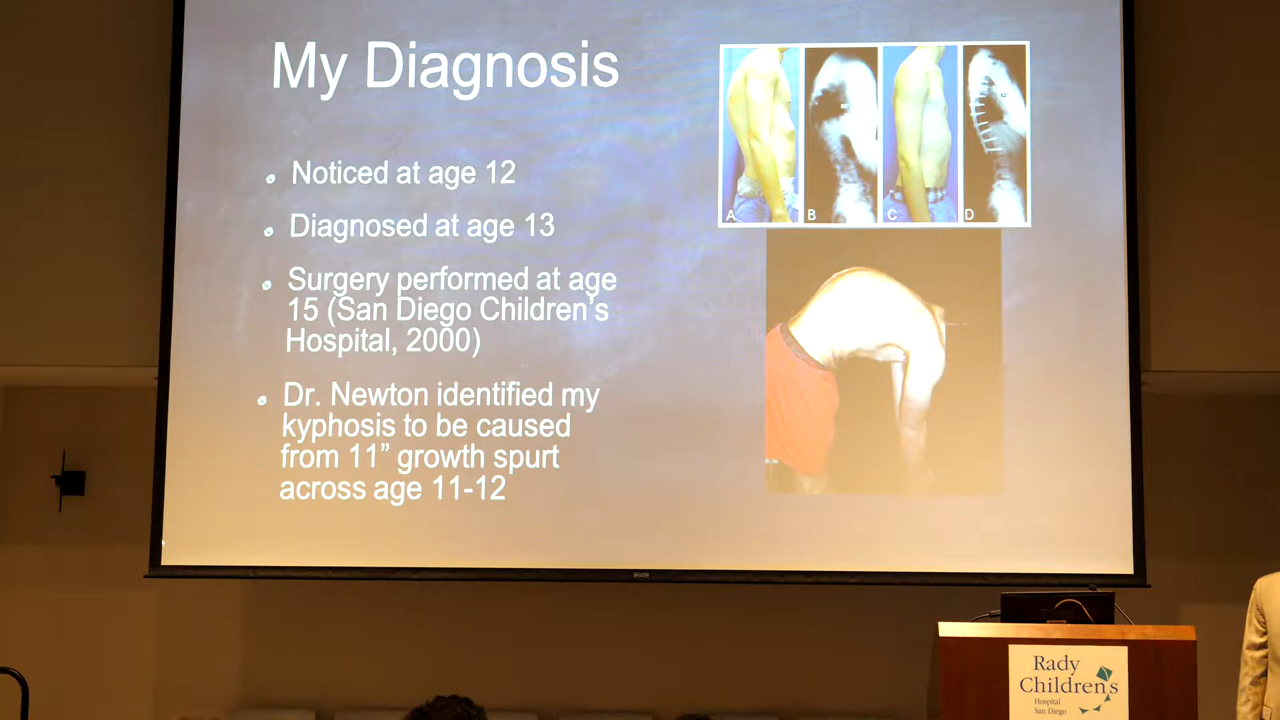 My Diagnosis
Noticed at age 12
Diagnosed at age 13
Surgery performed at age
15 (San Diego Children's
Hospital, 2000)
Dr. Newton identified my
kyphosis to be caused
from 11” growth spurt
across age 11-12
A B C D
Rady
Children's
Hospital
San Diego